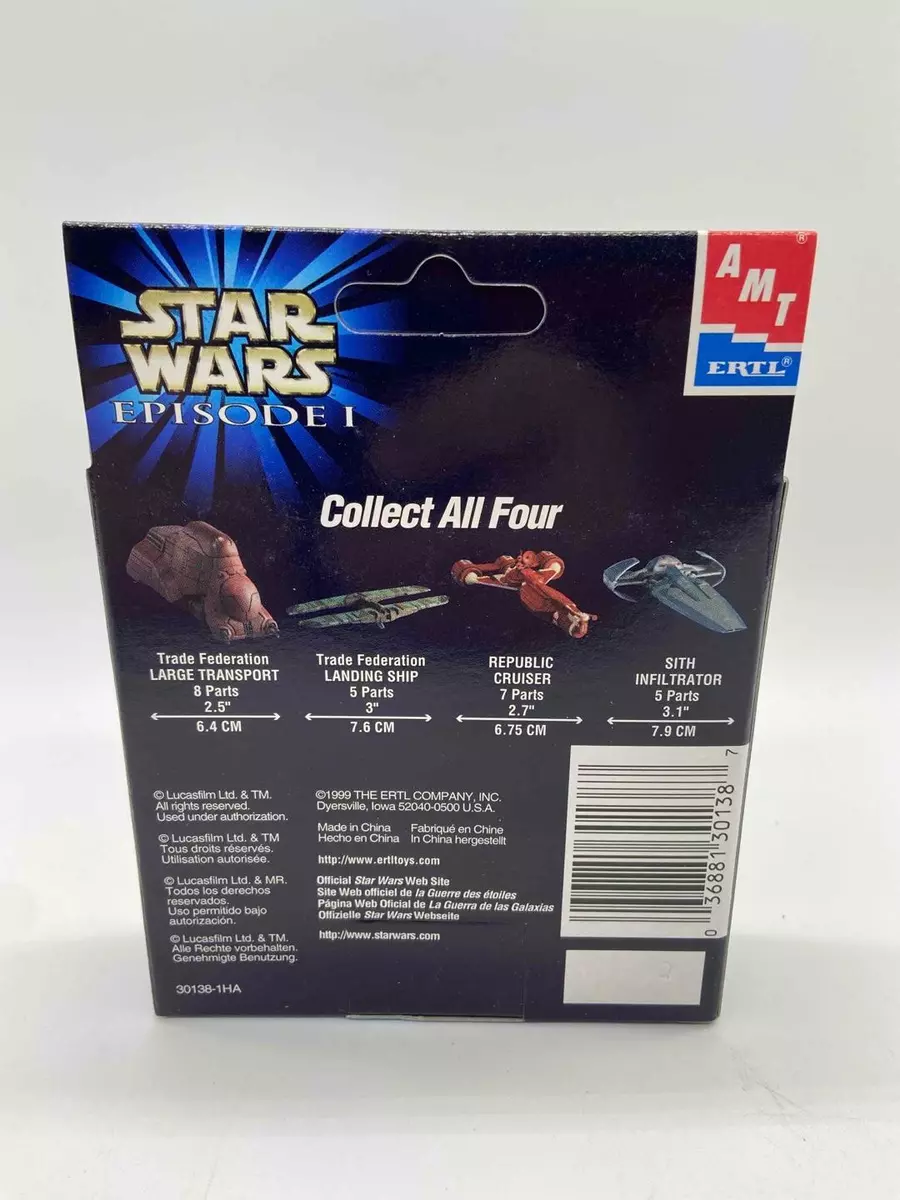 STAR
WARS
EPISODE I
AMT®
ERTL®
Collect All Four
Trade Federation
LARGE TRANSPORT
8 Parts
2.5"
6.4 CM
Trade Federation
LANDING SHIP
5 Parts
3"
7.6 CM
REPUBLIC
CRUISER
7 Parts
2.7"
6.75 CM
SITH
INFILTRATOR
5 Parts
3.1"
7.9 CM
© Lucasfilm Ltd. & TM.
All rights reserved.
Used under authorization.
© Lucasfilm Ltd. & TM
Tous droits réservés.
Utilisation autorisée.
© Lucasfilm Ltd. & MR.
Todos los derechos
reservados.
Uso permitido bajo
autorización.
© Lucasfilm Ltd. & TM.
Alle Rechte vorbehalten.
Genehmigte Benutzung.
30138-1HA
©1999 THE ERTL COMPANY, INC.
Dyersville, Iowa 52040-0500 U.S.A.
Made in China Fabriqué en Chine
Hecho en China In China hergestellt
http://www.ertltoys.com
Official Star Wars Web Site
Site Web officiel de la Guerre des étoiles
Página Web Oficial de La Guerra de las Galaxias
Offizielle Star Wars Webseite
http://www.starwars.com
0 36881 30138 7